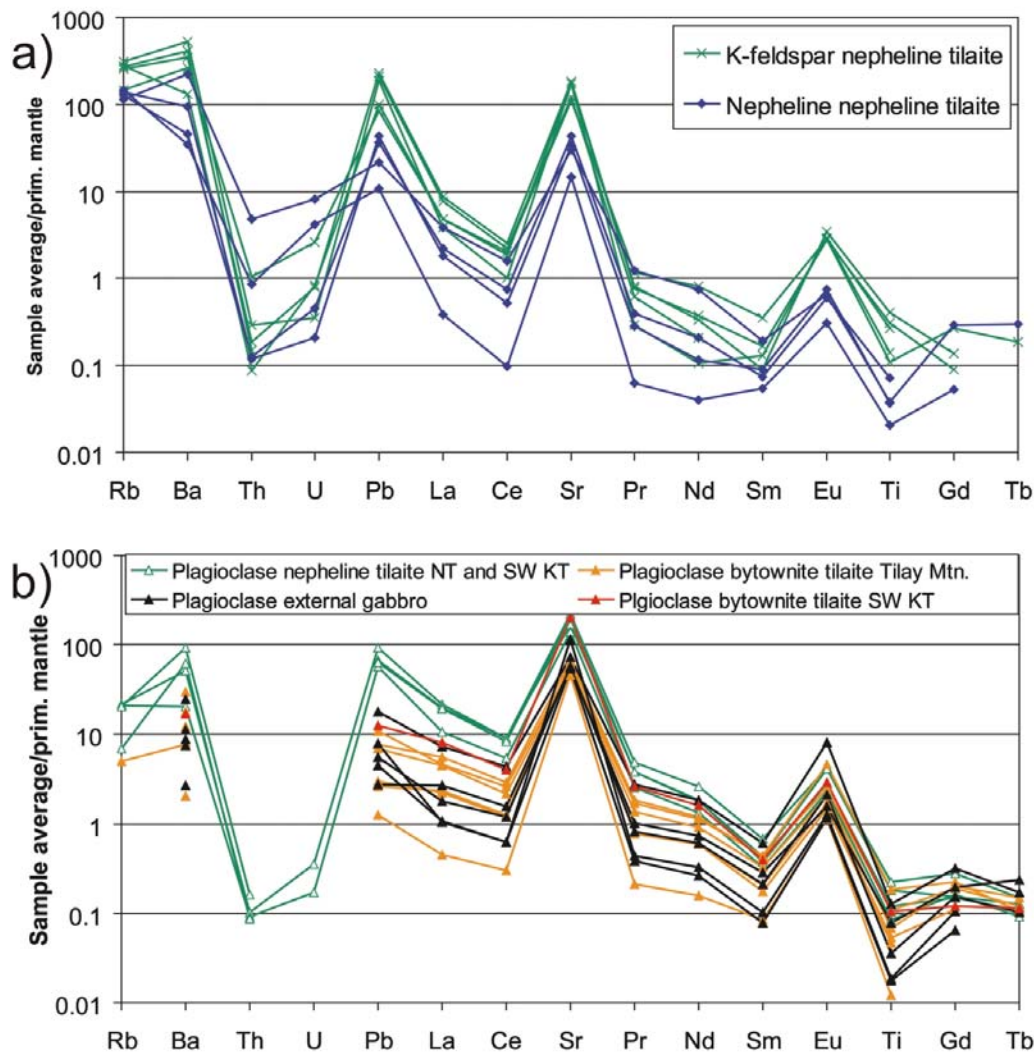 a)
1000
100
10
1
0.1
0.01
Sample average/prim. mantle
K-feldspar nepheline tilaite
Nepheline nepheline tilaite
Rb Ba Th U Pb La Ce Sr Pr Nd Sm Eu Ti Gd Tb
b)
1000
100
10
1
0.1
0.01
Sample average/prim. mantle
Plagioclase nepheline tilaite NT and SW KT Plagioclase bytownite tilaite Tilay Mtn.
Plagioclase external gabbro Plgioclase bytownite tilaite SW KT
Rb Ba Th U Pb La Ce Sr Pr Nd Sm Eu Ti Gd Tb